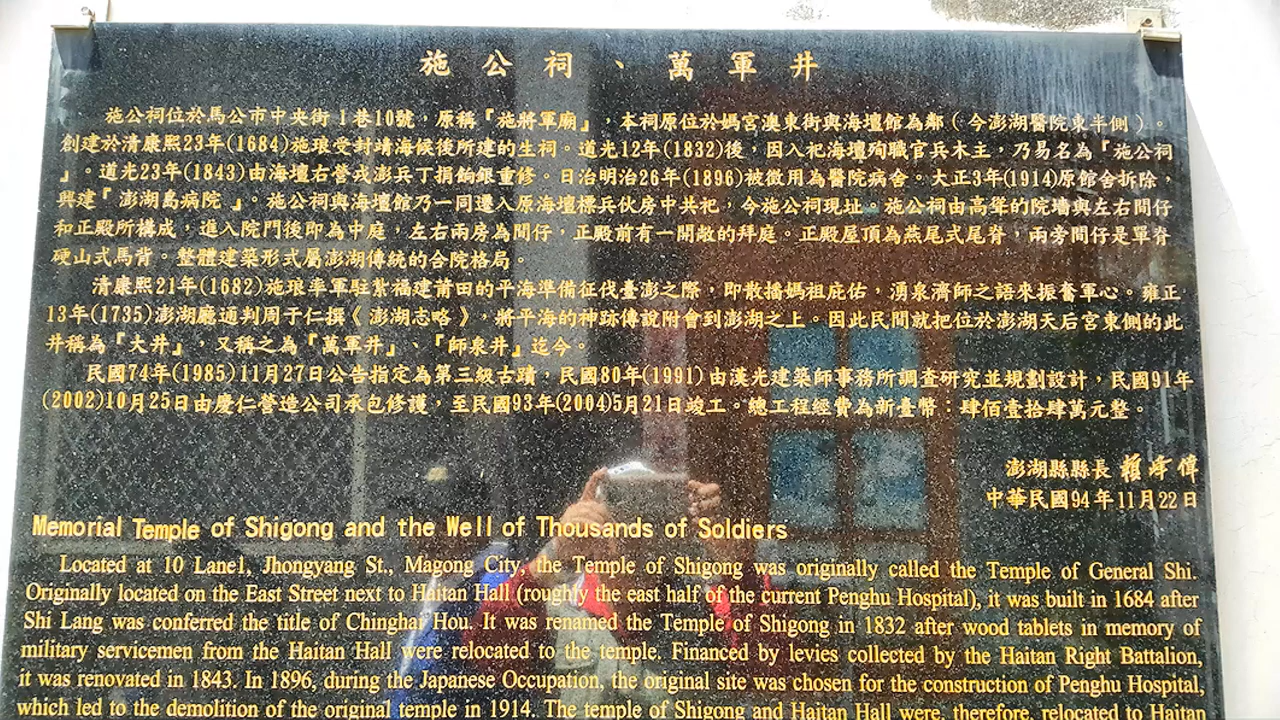 施公祠、萬軍井
施公祠位於馬公市中央街1巷10號，原稱『施將軍廟』，本祠原位於媽宮澳東街與海壇館為鄰（今澎湖醫院東半側）。
創建於清康熙23年(1684)施琅受封靖海候後所建的生祠。道光12年(1832)後，因入祀海壇殉職官兵木主，乃易名為『施公祠
』。道光23年(1843)由海壇右營戍澎兵丁捐餉銀重修。日治明治26年(1896)被徵用為醫院病舍。大正3年(1914)原館舍拆除，
興建『澎湖島病院』。施公祠與海壇館乃一同遷入原海壇標兵伙房中共祀，今施公祠現址。施公祠由高聳的院墻與左右間仔
和正殿所構成，進入院門後即為中庭，左右兩房為間仔，正殿前有一開敞的拜庭。正殿屋頂為燕尾式尾脊，兩旁間仔是單脊
硬山式馬背。整體建築形式屬澎湖傳統的合院格局。
清康熙21年(1682)施琅率軍駐紮福建莆田的平海準備征伐臺澎之際，即散播媽祖庇佑，湧泉濟師之語來振奮軍心。雍正
13年(1735)澎湖廳通判周于仁撰《澎湖志略》，將平海的神跡傳說附會到澎湖之上。因此民間就把位於澎湖天后宮東側的此
井稱為『大井』，又稱之為『萬軍井』、『師泉井』迄今。
民國74年(1985)11月27日公告指定為第三級古蹟，民國80年(1991)由漢光建築師事務所調查研究並規劃設計，民國91年
(2002)10月25日由慶仁營造公司承包修護，至民國93年(2004)5月21日竣工。總工程經費為新臺幣：肆佰壹拾肆萬元整。
澎湖縣縣長 賴峰偉
中華民國94年11月22日
Memorial Temple of Shigong and the Well of Thousands of Soldiers
Located at 10 Lane1, Jhongyang St., Magong City, the Temple of Shigong was originally called the Temple of General Shi.
Originally located on the East Street next to Haitan Hall (roughly the east half of the current Penghu Hospital), it was built in 1684 after
Shi Lang was conferred the title of Chinghai Hou. It was renamed the Temple of Shigong in 1832 after wood tablets in memory of
military servicemen from the Haitan Hall were relocated to the temple. Financed by levies collected by the Haitan Right Battalion,
it was renovated in 1843. In 1896, during the Japanese Occupation, the original site was chosen for the construction of Penghu Hospital,
which led to the demolition of the original temple in 1914. The temple of Shigong and Haitan Hall were, therefore, relocated to Haitan